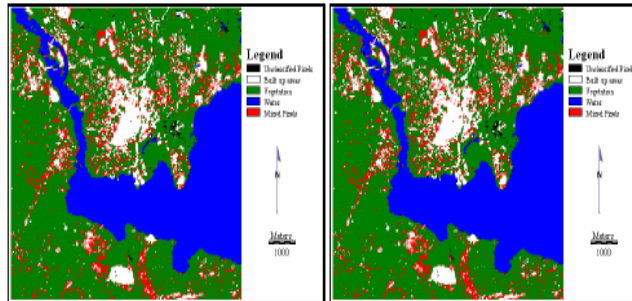 Legend
Unclassified Pixels
Built up areas
Vegetation
Water
Mixed Pixels
N
Meters
1000
Legend
Unclassified Pixels
Built up areas
Vegetation
Water
Mixed Pixels
N
Meters
1000